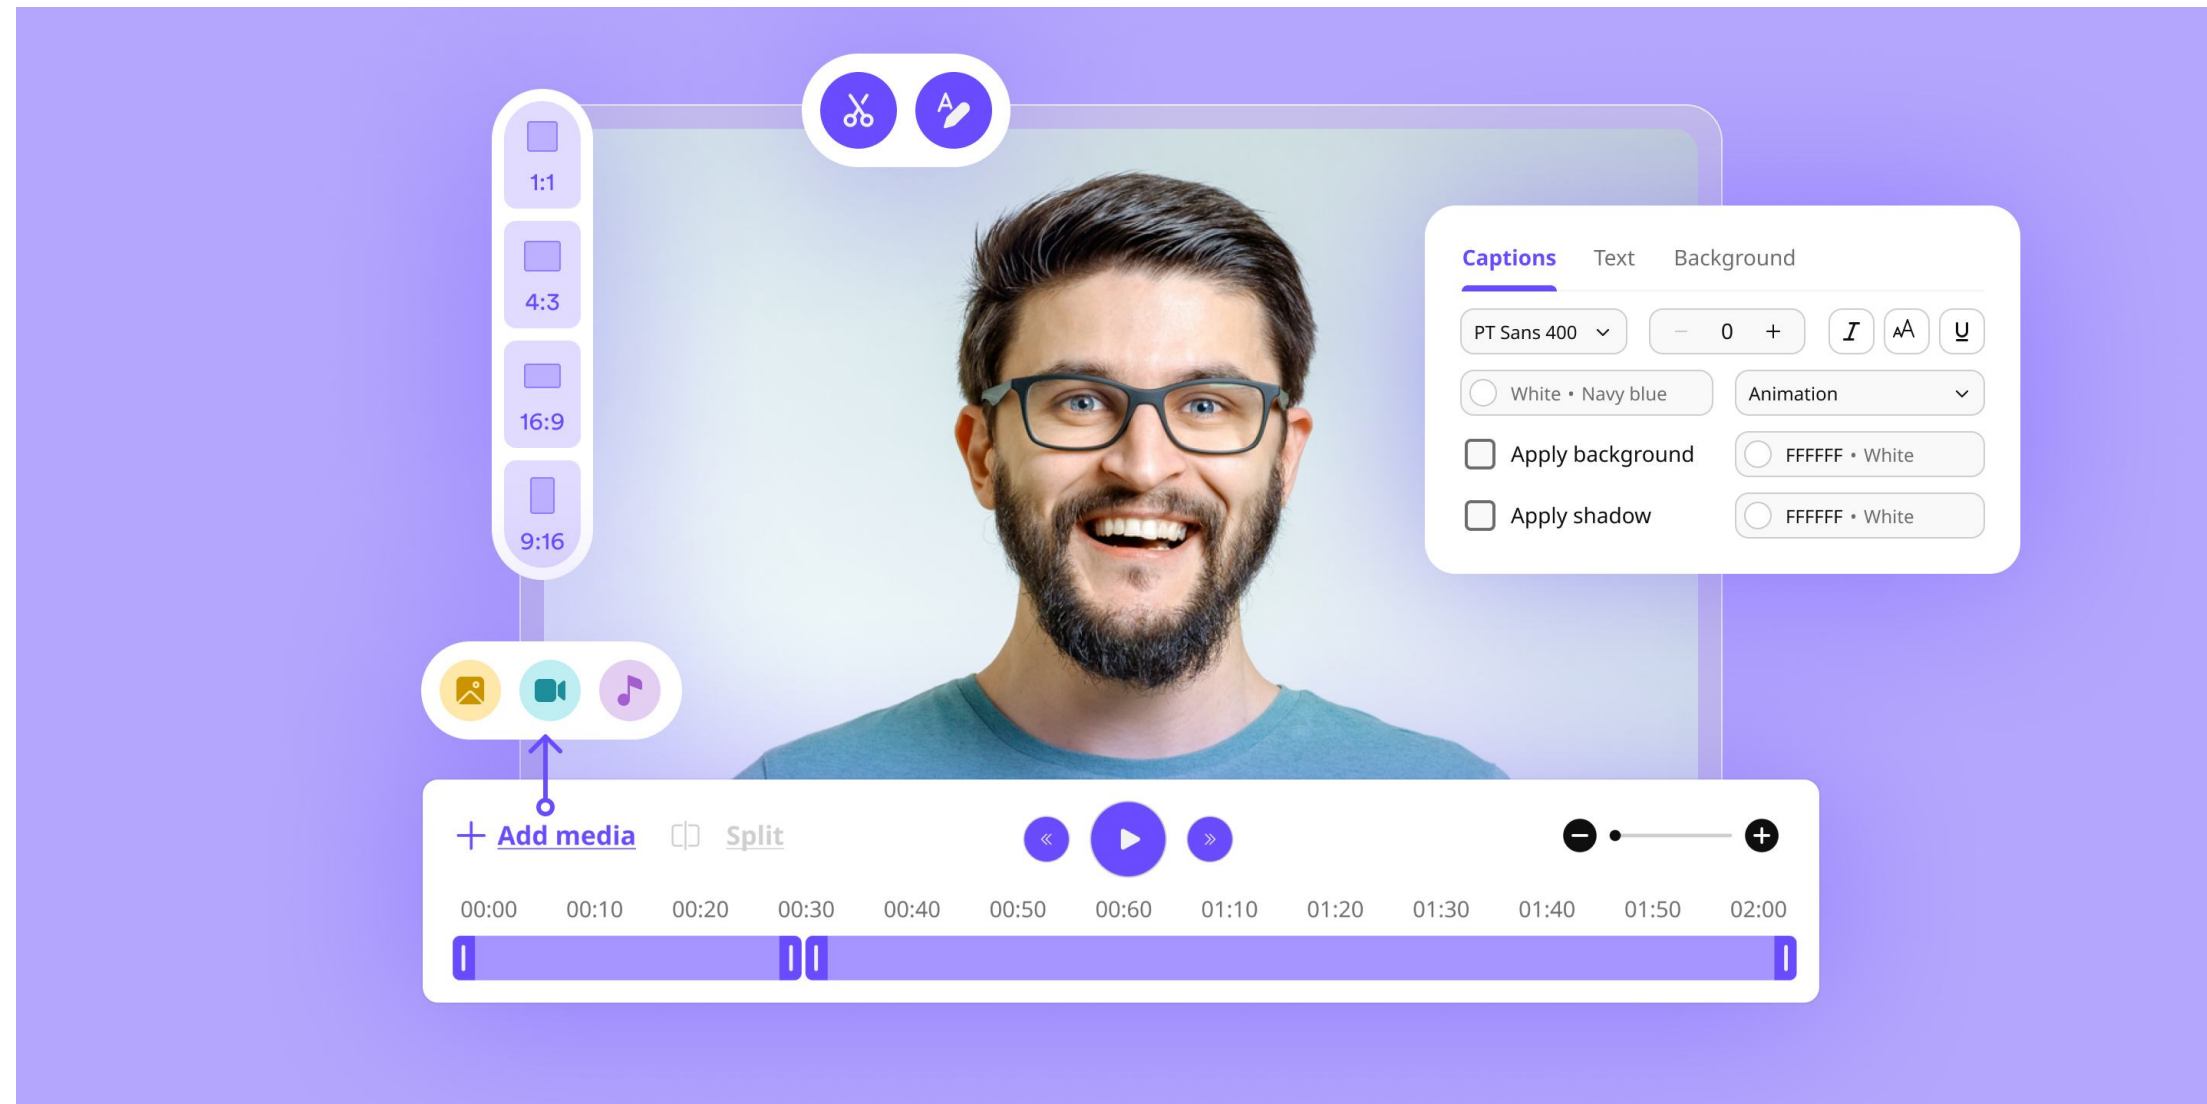 1:1
4:3
16:9
9:16
Captions Text Background
PT Sans 400 − 0 + I AA U
White • Navy blue Animation
Apply background FFFFFF • White
Apply shadow FFFFFF • White
+ Add media Split
00:00 00:10 00:20 00:30 00:40 00:50 00:60 01:10 01:20 01:30 01:40 01:50 02:00